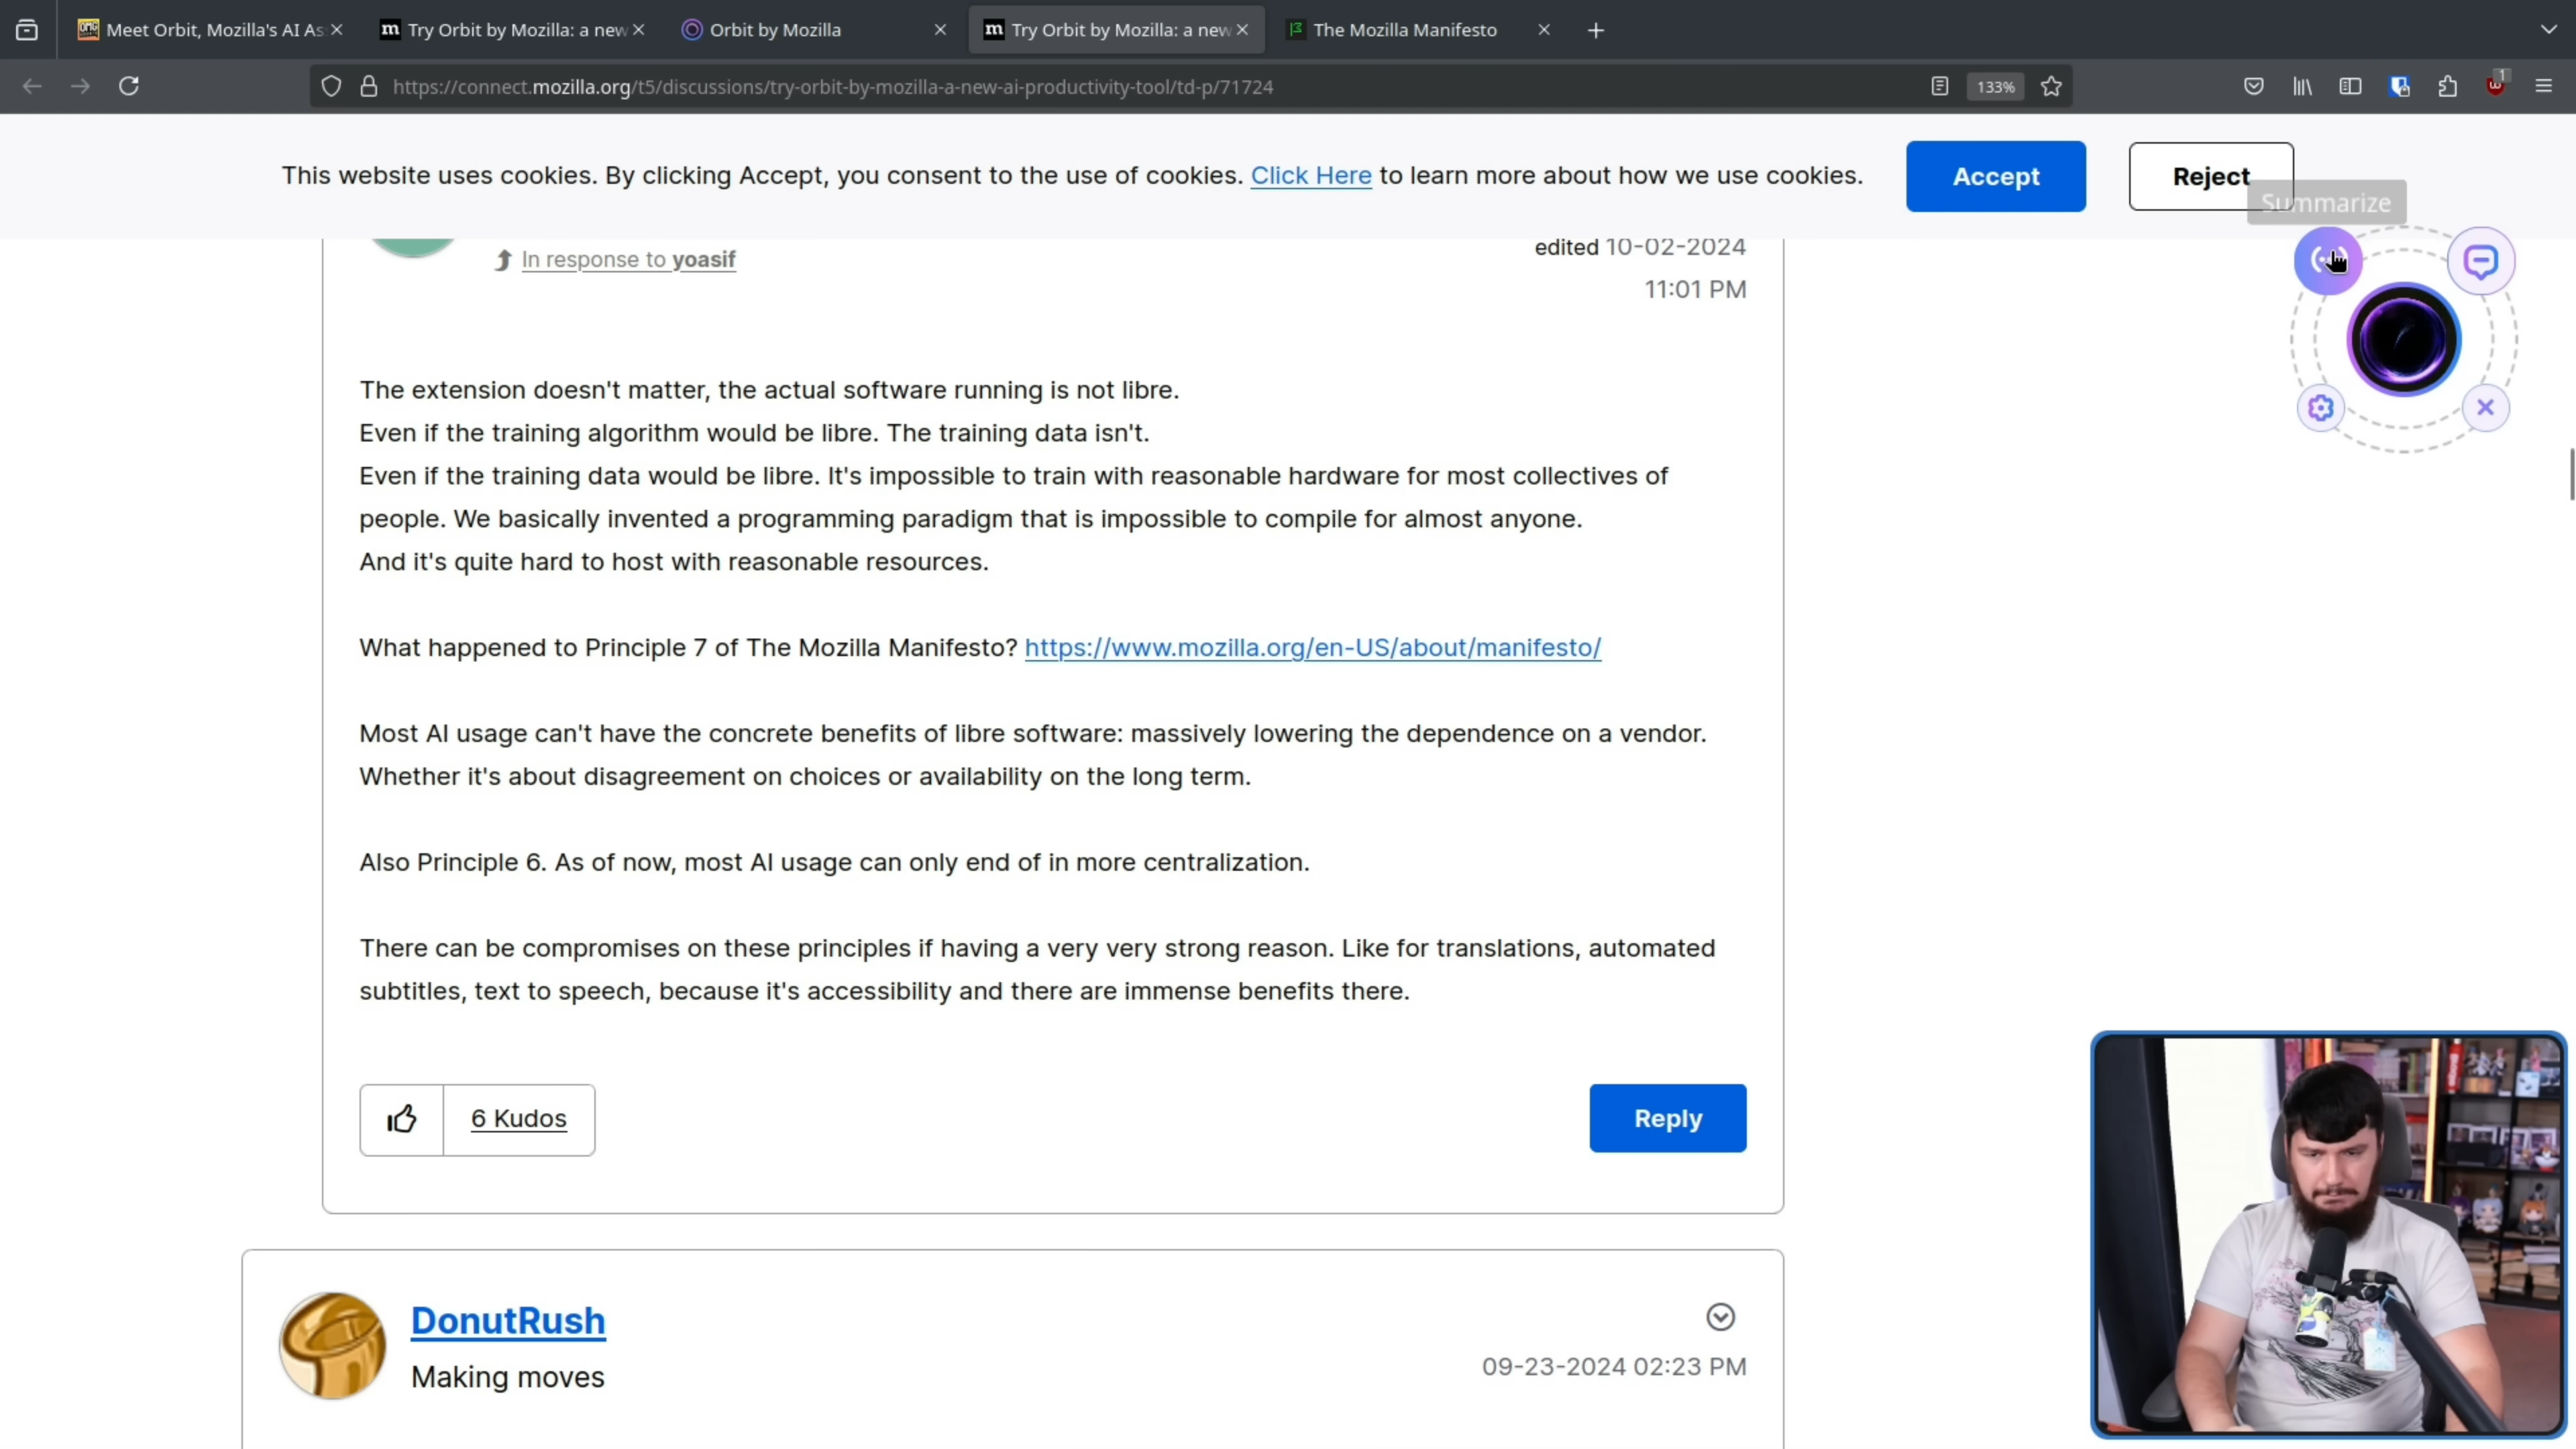 Meet Orbit, Mozilla's AI As
Try Orbit by Mozilla: a new
Orbit by Mozilla
Try Orbit by Mozilla: a new
The Mozilla Manifesto
https://connect.mozilla.org/t5/discussions/try-orbit-by-mozilla-a-new-ai-productivity-tool/td-p/71724
133%
1
This website uses cookies. By clicking Accept, you consent to the use of cookies. Click Here to learn more about how we use cookies.
Accept
Reject
Summarize
In response to yoasif
edited 10-02-2024
11:01 PM
The extension doesn't matter, the actual software running is not libre.
Even if the training algorithm would be libre. The training data isn't.
Even if the training data would be libre. It's impossible to train with reasonable hardware for most collectives of
people. We basically invented a programming paradigm that is impossible to compile for almost anyone.
And it's quite hard to host with reasonable resources.
What happened to Principle 7 of The Mozilla Manifesto? https://www.mozilla.org/en-US/about/manifesto/
Most AI usage can't have the concrete benefits of libre software: massively lowering the dependence on a vendor.
Whether it's about disagreement on choices or availability on the long term.
Also Principle 6. As of now, most AI usage can only end of in more centralization.
There can be compromises on these principles if having a very very strong reason. Like for translations, automated
subtitles, text to speech, because it's accessibility and there are immense benefits there.
6 Kudos
Reply
DonutRush
Making moves
09-23-2024 02:23 PM